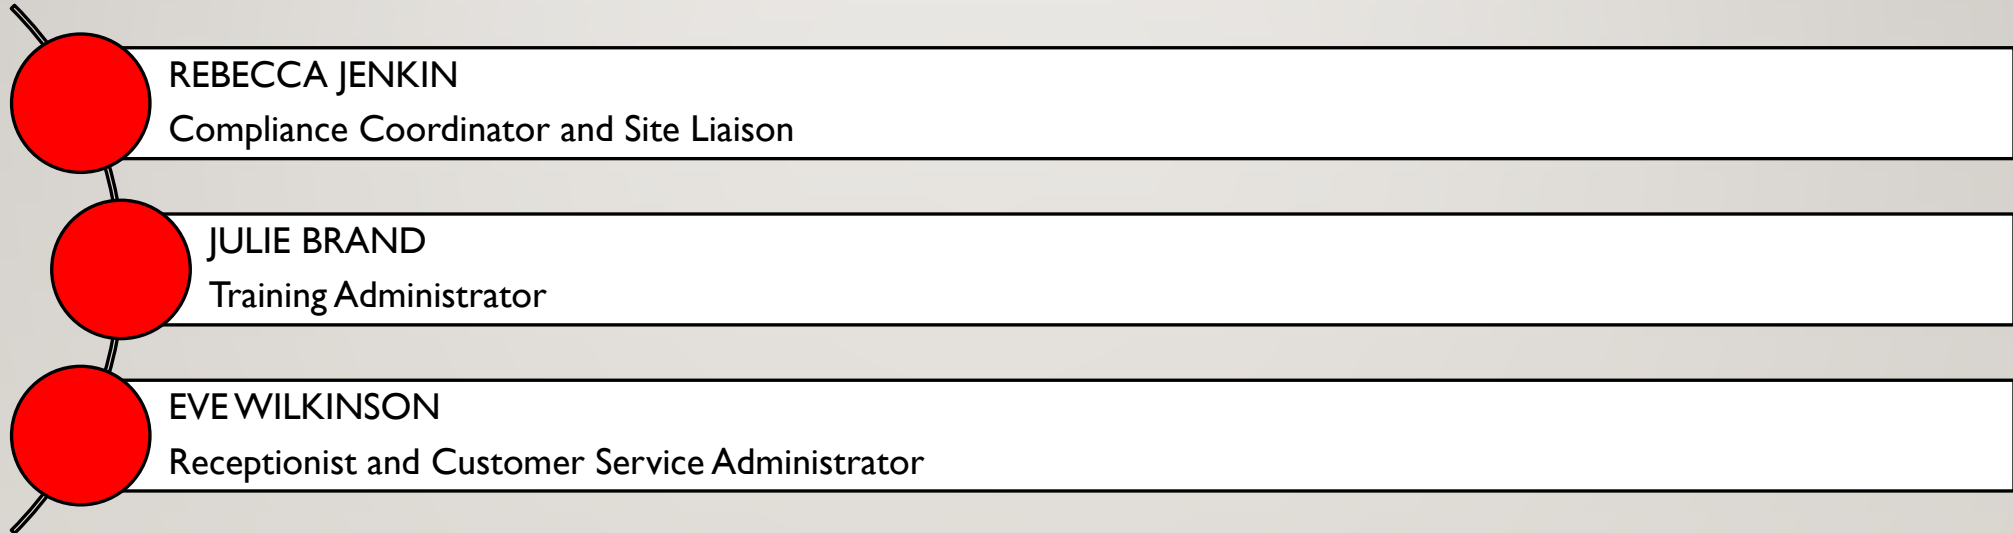 REBECCA JENKIN
Compliance Coordinator and Site Liaison
JULIE BRAND
Training Administrator
EVE WILKINSON
Receptionist and Customer Service Administrator